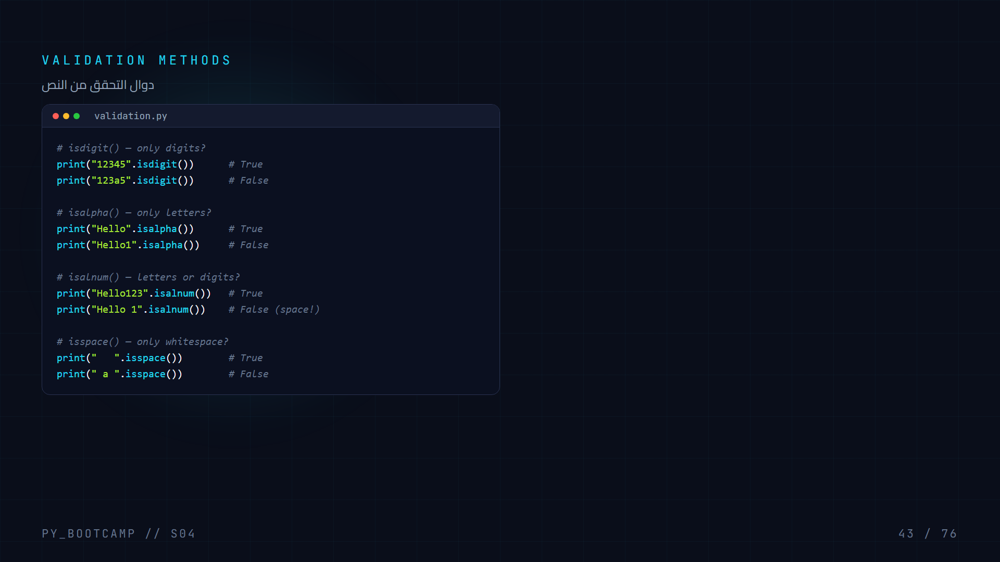 VALIDATION METHODS
دوال التحقق من النص
validation.py
# isdigit() — only digits?
print("12345".isdigit())      # True
print("123a5".isdigit())      # False
# isalpha() — only letters?
print("Hello".isalpha())      # True
print("Hello1".isalpha())     # False
# isalnum() — letters or digits?
print("Hello123".isalnum())   # True
print("Hello 1".isalnum())    # False (space!)
# isspace() — only whitespace?
print("   ".isspace())        # True
print(" a ".isspace())        # False
PY_BOOTCAMP // S04
43 / 76